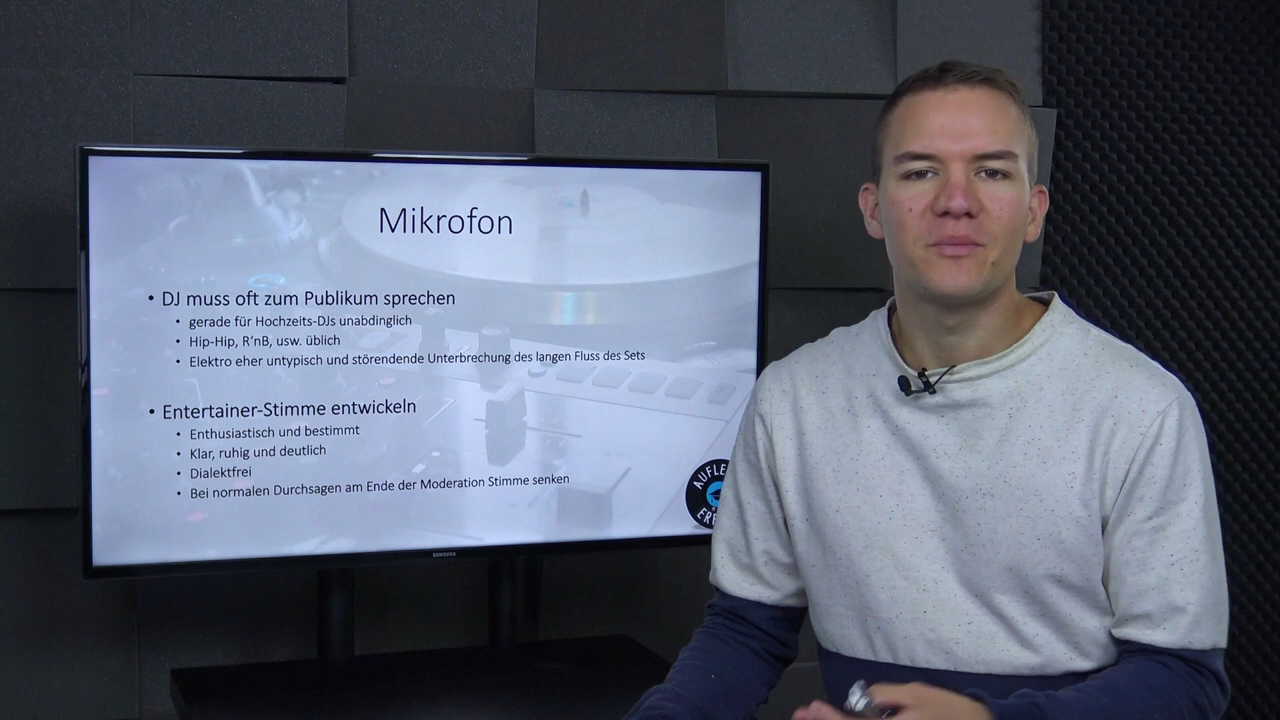 Mikrofon
• DJ muss oft zum Publikum sprechen
• gerade für Hochzeits-DJs unabdinglich
• Hip-Hip, R´nB, usw. üblich
• Elektro eher untypisch und störendende Unterbrechung des langen Fluss des Sets
• Entertainer-Stimme entwickeln
• Enthusiastisch und bestimmt
• Klar, ruhig und deutlich
• Dialektfrei
• Bei normalen Durchsagen am Ende der Moderation Stimme senken
SAMSUNG